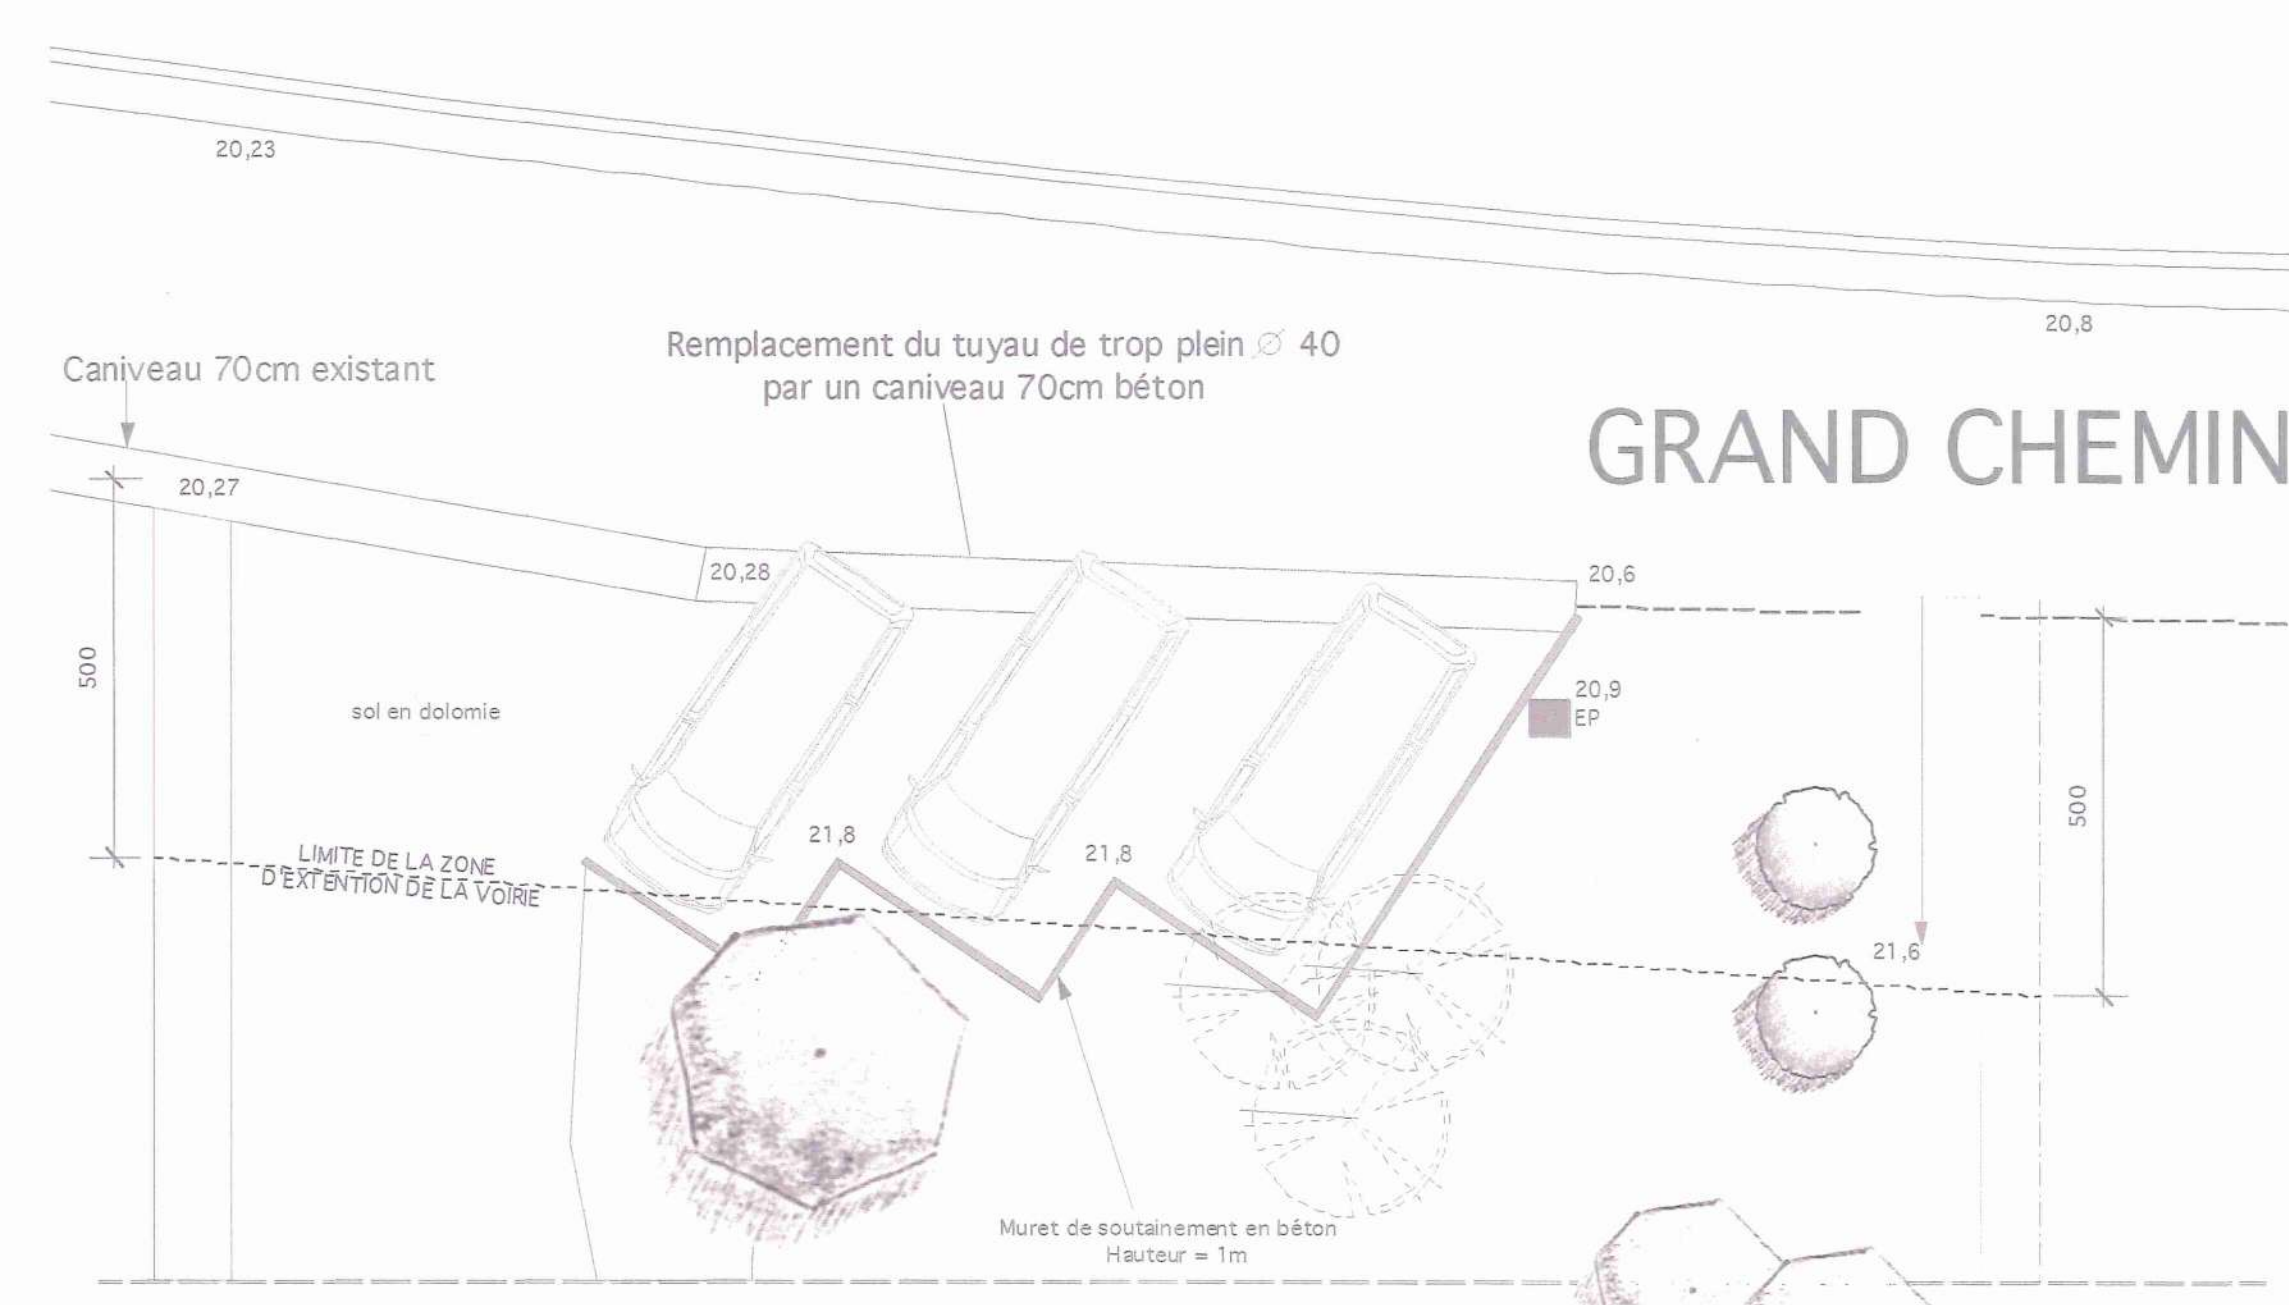 20,23
20,8
Remplacement du tuyau de trop plein ∅ 40
par un caniveau 70cm béton
Caniveau 70cm existant
GRAND CHEMIN
20,27
20,28
20,6
500
sol en dolomie
20,9
EP
500
21,8
21,8
LIMITE DE LA ZONE
D'EXTENTION DE LA VOIRIE
21,6
Muret de soutainement en béton
Hauteur = 1m